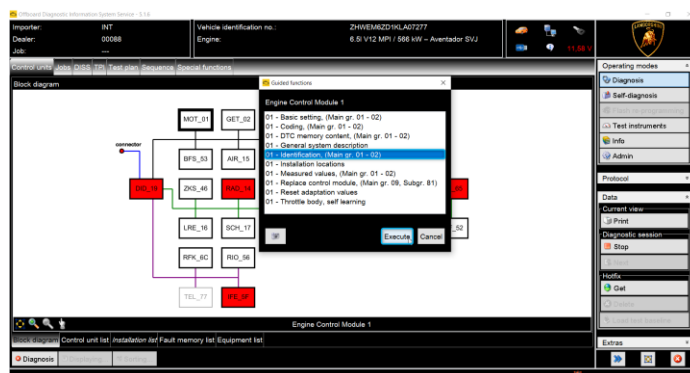 Offboard Diagnostic Information System Service - 5.1.6
Importer: INT
Dealer: 00088
Job: ---
Vehicle identification no.: ZHWEM6ZD1KLA07277
Engine: 6.5l V12 MPI / 566 kW – Aventador SVJ
11.59 V
Control units Jobs DISS TPI Test plan Sequence Special functions
Block diagram
Guided functions
Engine Control Module 1
01 - Basic setting, (Main gr. 01 - 02)
01 - Coding, (Main gr. 01 - 02)
01 - DTC memory content, (Main gr. 01 - 02)
01 - General system description
01 - Identification, (Main gr. 01 - 02)
01 - Installation locations
01 - Measured values, (Main gr. 01 - 02)
01 - Replace control module, (Main gr. 09, Subgr. 81)
01 - Reset adaptation values
01 - Throttle body, self learning
Execute Cancel
MOT_01 GET_02
connector
BFS_53 AIR_15
DID_19 ZKS_46 RAD_14
LRE_16 SCH_17
_52
RFK_6C RIO_56
TEL_77 IFE_5F
Engine Control Module 1
Block diagram Control unit list Installation list Fault memory list Equipment list
Diagnosis
Operating modes
Diagnosis
Self-diagnosis
Test instruments
Info
Admin
Protocol
Data
Current view
Print
Diagnostic session
Stop
Hotfix
Get
Delete
Extras